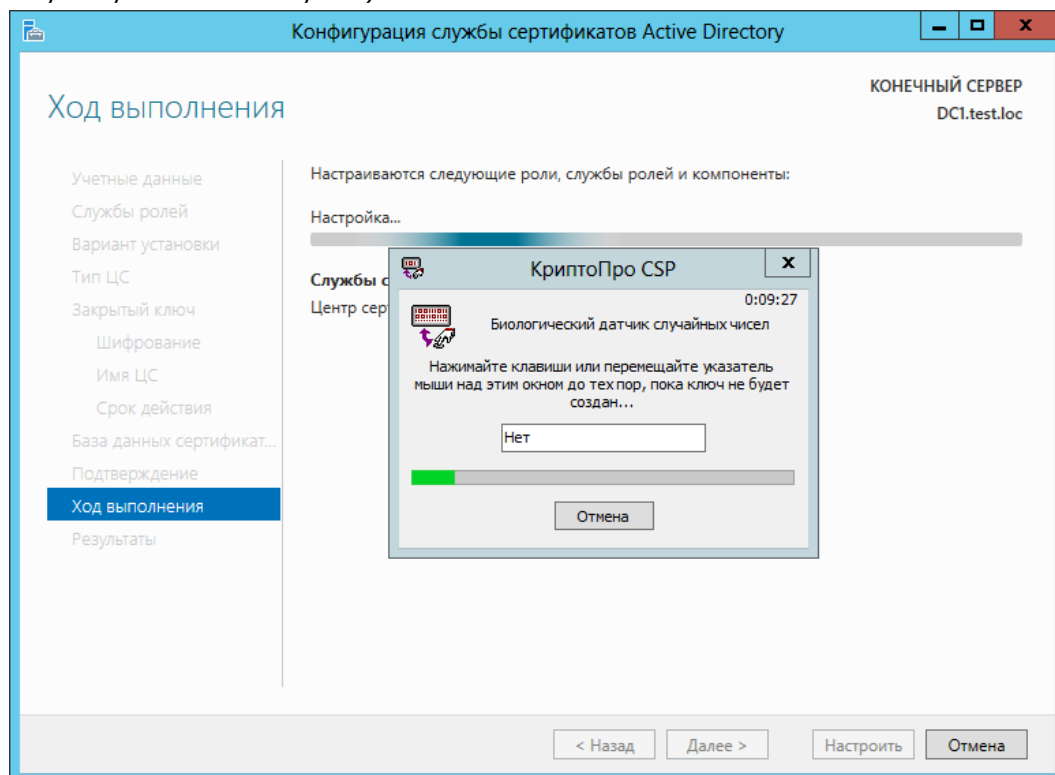 Конфигурация службы сертификатов Active Directory
КОНЕЧНЫЙ СЕРВЕР
DC1.test.loc
Ход выполнения
Учетные данные
Службы ролей
Вариант установки
Тип ЦС
Закрытый ключ
Шифрование
Имя ЦС
Срок действия
База данных сертификат...
Подтверждение
Ход выполнения
Результаты
Настраиваются следующие роли, службы ролей и компоненты:
Настройка...
Службы с
Центр сер
КриптоПро CSP
0:09:27
Биологический датчик случайных чисел
Нажимайте клавиши или перемещайте указатель
мыши над этим окном до тех пор, пока ключ не будет
создан...
Нет
Отмена
< Назад
Далее >
Настроить
Отмена